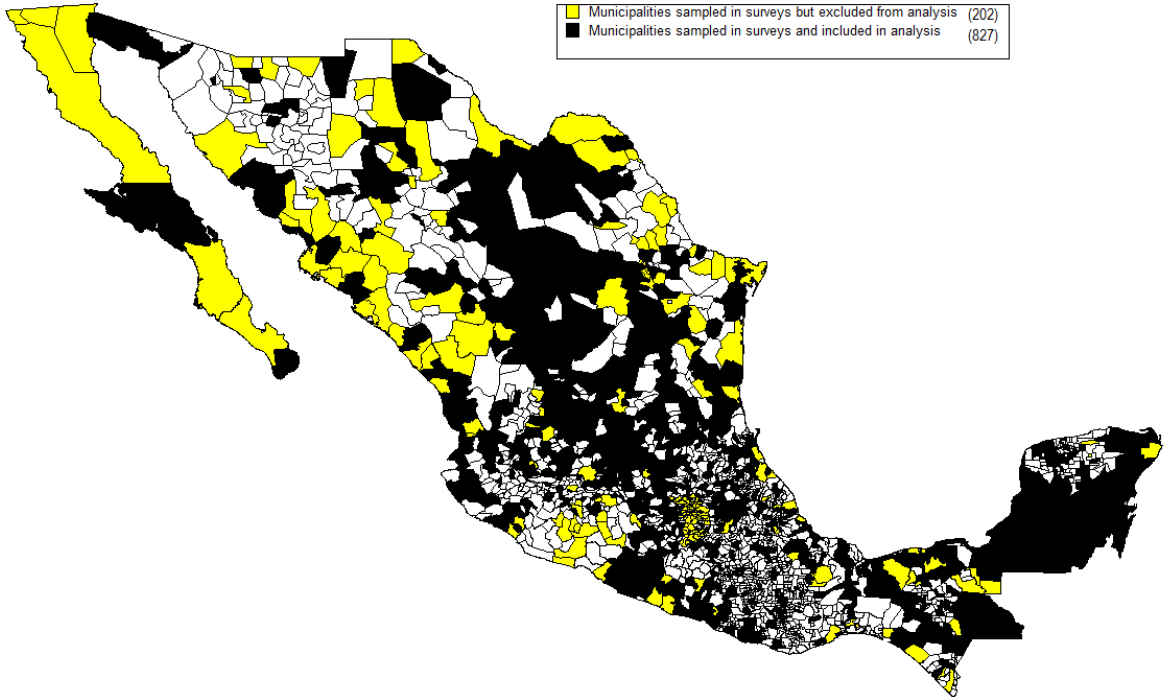 Municipalities sampled in surveys but excluded from analysis (202)
Municipalities sampled in surveys and included in analysis (827)